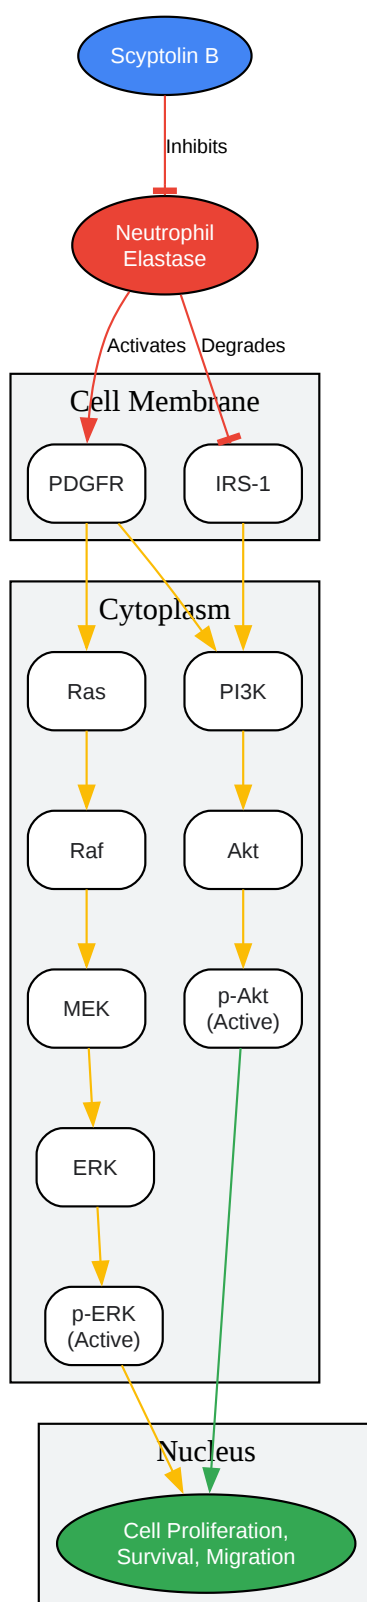 Scyptolin B
Inhibits
Neutrophil
Elastase
Activates
Degrades
Cell Membrane
PDGFR
IRS-1
Cytoplasm
Ras
PI3K
Raf
Akt
MEK
p-Akt
(Active)
ERK
p-ERK
(Active)
Nucleus
Cell Proliferation,
Survival, Migration